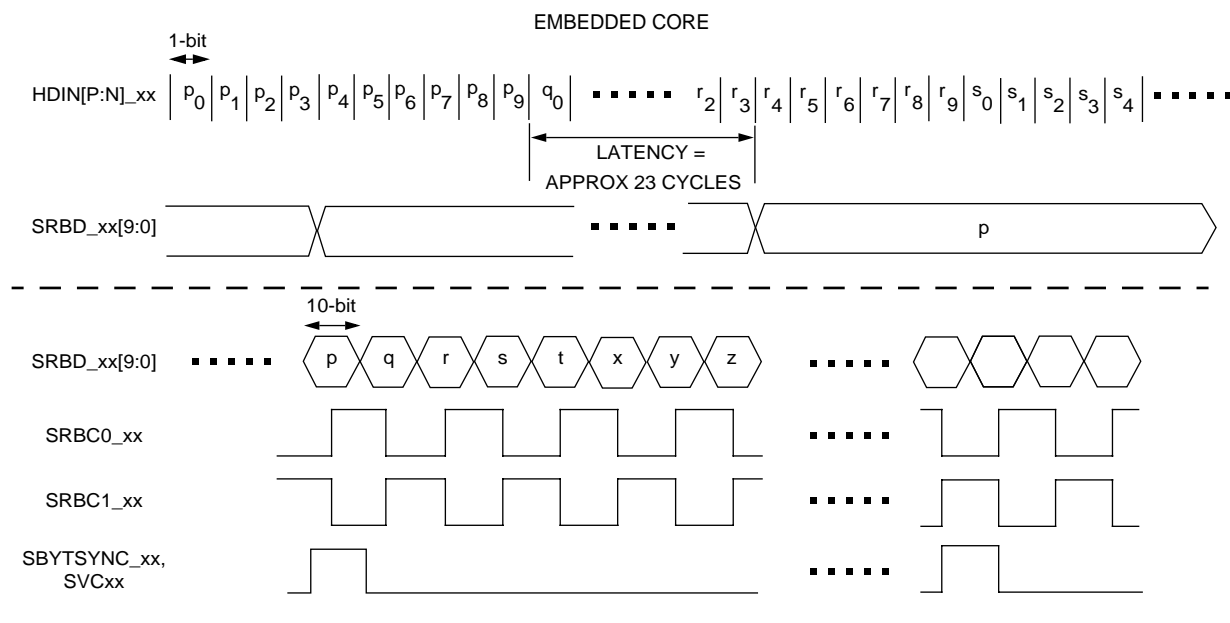 EMBEDDED CORE
1-bit
HDIN[P:N]_xx p0 p1 p2 p3 p4 p5 p6 p7 p8 p9 q0 r2 r3 r4 r5 r6 r7 r8 r9 s0 s1 s2 s3 s4
LATENCY =
APPROX 23 CYCLES
SRBD_xx[9:0] p
10-bit
SRBD_xx[9:0] p q r s t x y z
SRBC0_xx
SRBC1_xx
SBYTSYNC_xx,
SVCxx